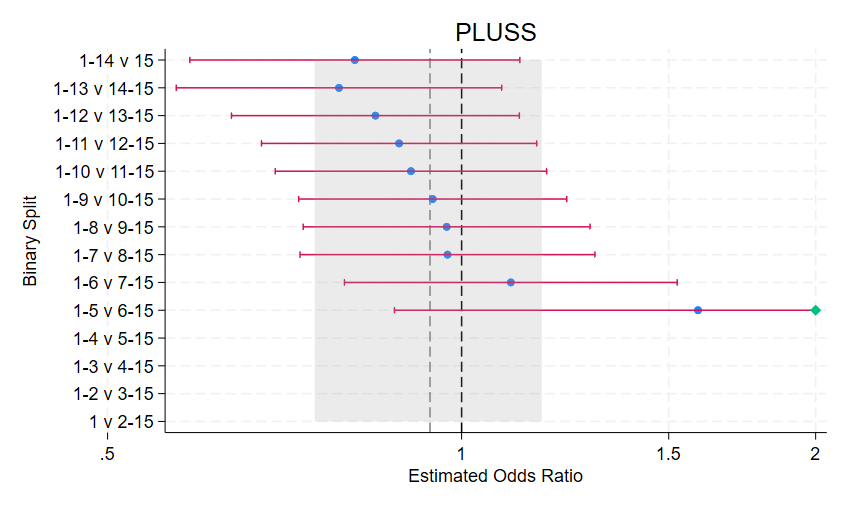 PLUSS
1-14 v 15
1-13 v 14-15
1-12 v 13-15
1-11 v 12-15
1-10 v 11-15
1-9 v 10-15
1-8 v 9-15
1-7 v 8-15
1-6 v 7-15
1-5 v 6-15
1-4 v 5-15
1-3 v 4-15
1-2 v 3-15
1 v 2-15
Binary Split
.5
1
1.5
2
Estimated Odds Ratio